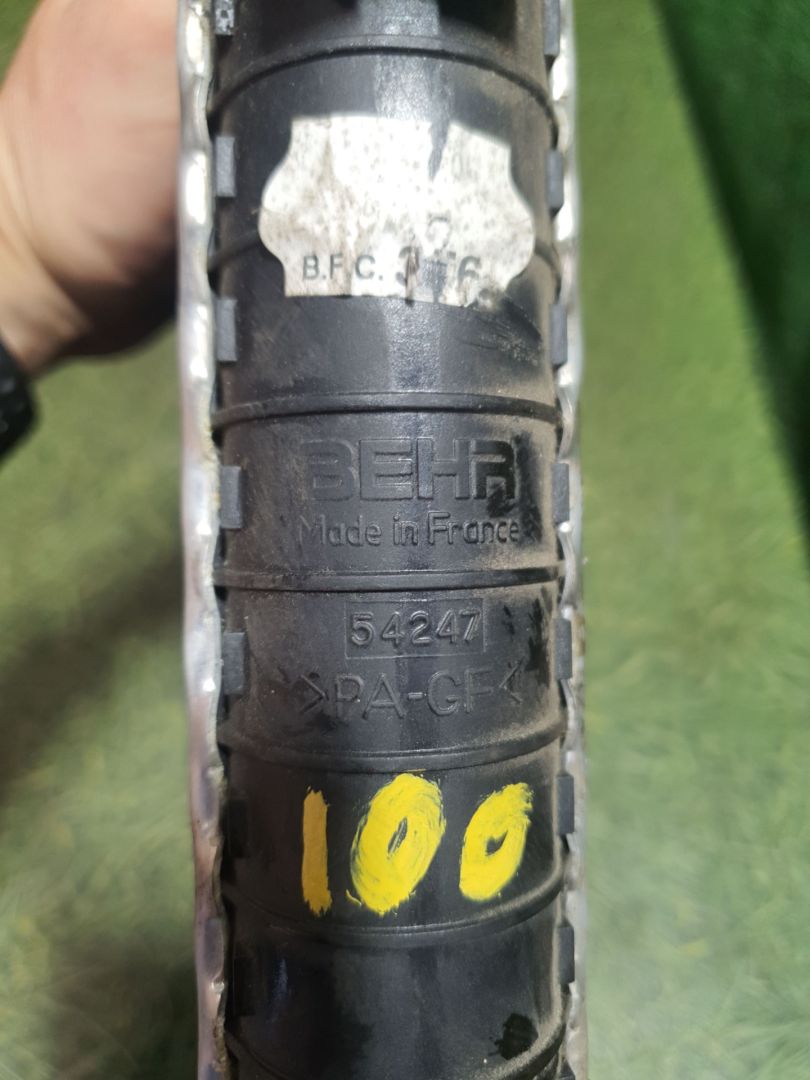 B.F.C.
BEHR
Made in France
54247
>PA-GF<
100